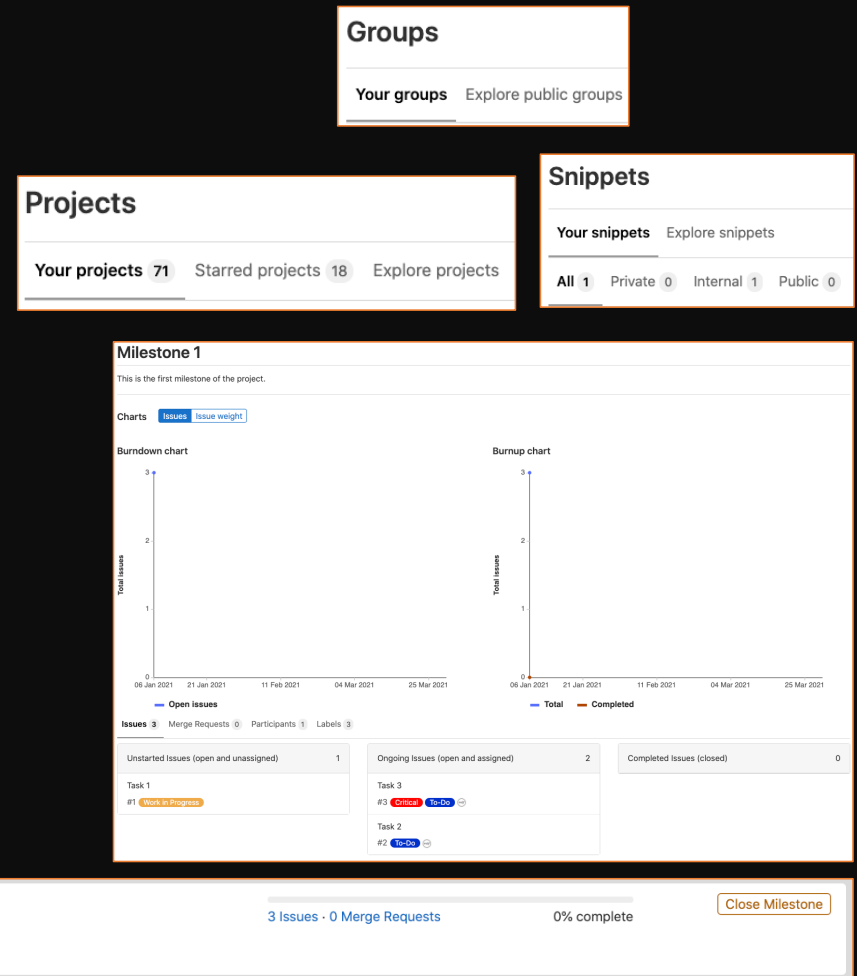 Groups
Your groups Explore public groups
Projects
Your projects 71 Starred projects 18 Explore projects
Snippets
Your snippets Explore snippets
All 1 Private 0 Internal 1 Public 0
Milestone 1
This is the first milestone of the project.
Charts Issues Issue weight
Burndown chart
3
2
1
0
Total issues
06 Jan 2021 21 Jan 2021 11 Feb 2021 04 Mar 2021 25 Mar 2021
Open issues
Burnup chart
3
2
1
0
Total issues
06 Jan 2021 21 Jan 2021 11 Feb 2021 04 Mar 2021 25 Mar 2021
Total Completed
Issues 3 Merge Requests 0 Participants 1 Labels 3
Unstarted Issues (open and unassigned) 1
Task 1
#1 Work in Progress
Ongoing Issues (open and assigned) 2
Task 3
#3 Critical To-Do
Task 2
#2 To-Do
Completed Issues (closed) 0
3 Issues · 0 Merge Requests 0% complete Close Milestone